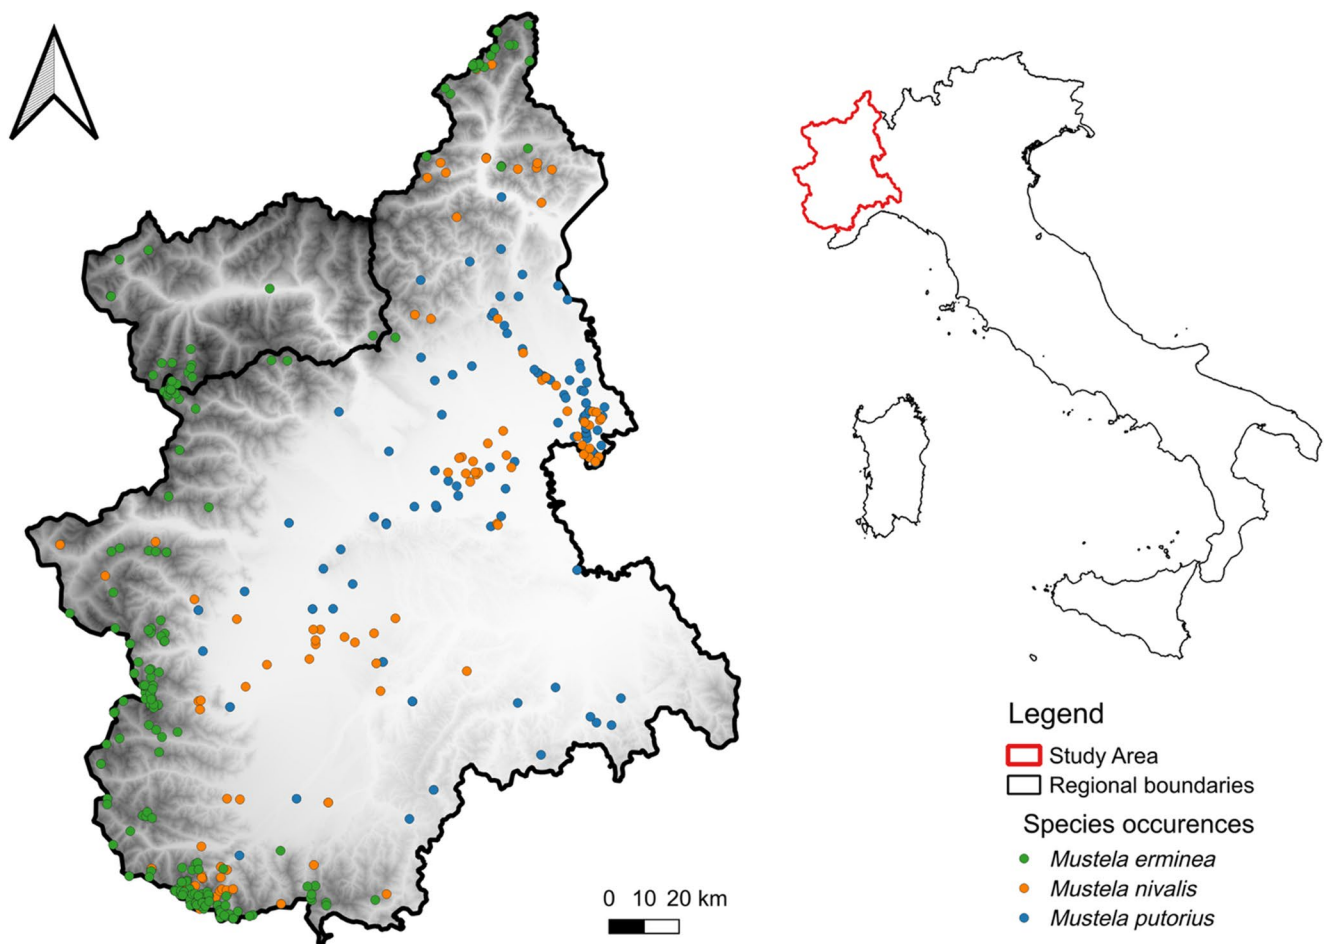 0 10 20 km
Legend
Study Area
Regional boundaries
Species occurences
Mustela erminea
Mustela nivalis
Mustela putorius